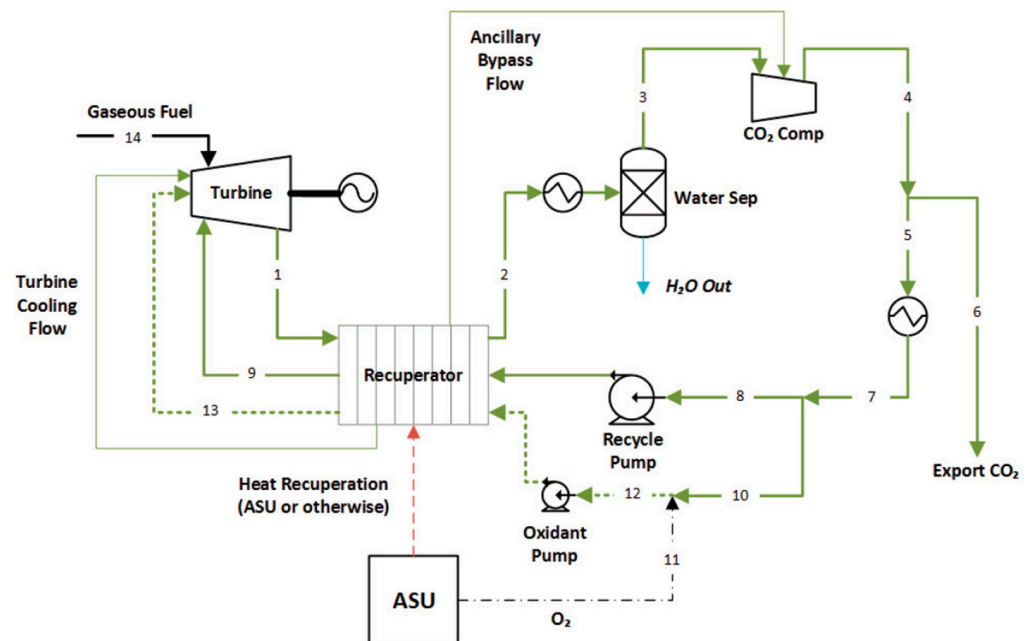 Ancillary
Bypass
Flow
Gaseous Fuel
14
3
4
CO₂ Comp
Turbine
Water Sep
5
Turbine
Cooling
Flow
1
2
H₂O Out
6
Recuperator
9
13
8
7
Recycle
Pump
Export CO₂
Heat Recuperation
(ASU or otherwise)
12
10
Oxidant
Pump
11
ASU
O₂